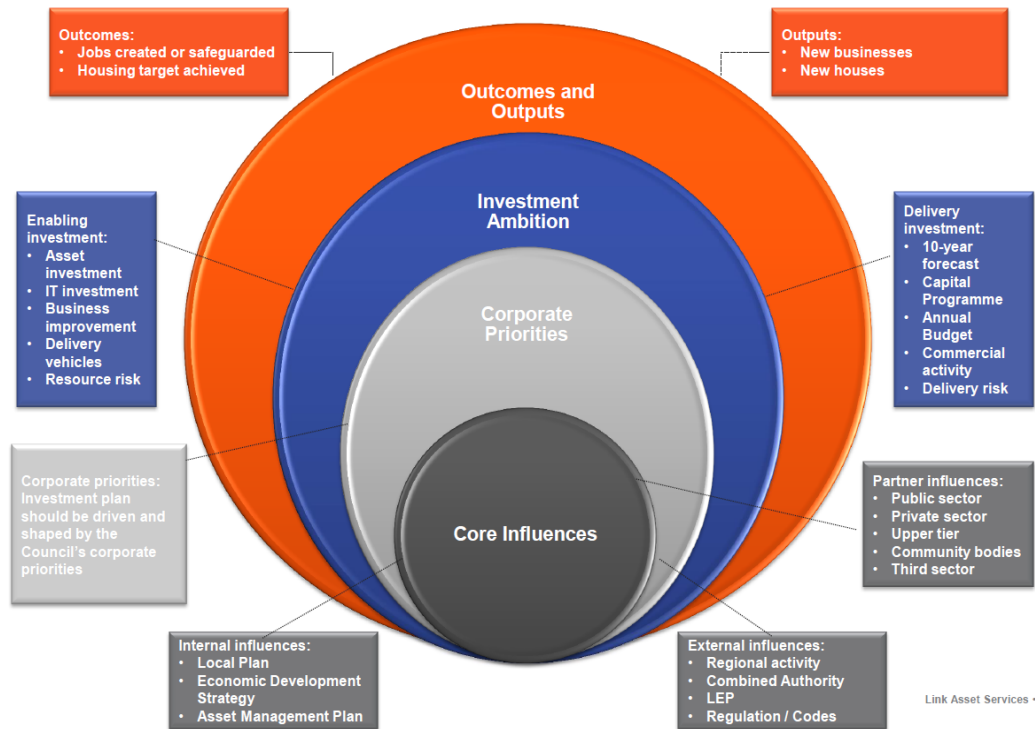 Outcomes:
• Jobs created or safeguarded
• Housing target achieved
Outputs:
• New businesses
• New houses
Outcomes and
Outputs
Investment
Ambition
Enabling
investment:
• Asset
investment
• IT investment
• Business
improvement
• Delivery
vehicles
• Resource risk
Delivery
investment:
• 10-year
forecast
• Capital
Programme
• Annual
Budget
• Commercial
activity
• Delivery risk
Corporate
Priorities
Corporate priorities:
Investment plan
should be driven and
shaped by the
Council's corporate
priorities
Partner influences:
• Public sector
• Private sector
• Upper tier
• Community bodies
• Third sector
Core Influences
Internal influences:
• Local Plan
• Economic Development
Strategy
• Asset Management Plan
External influences:
• Regional activity
• Combined Authority
• LEP
• Regulation / Codes
Link Asset Services •